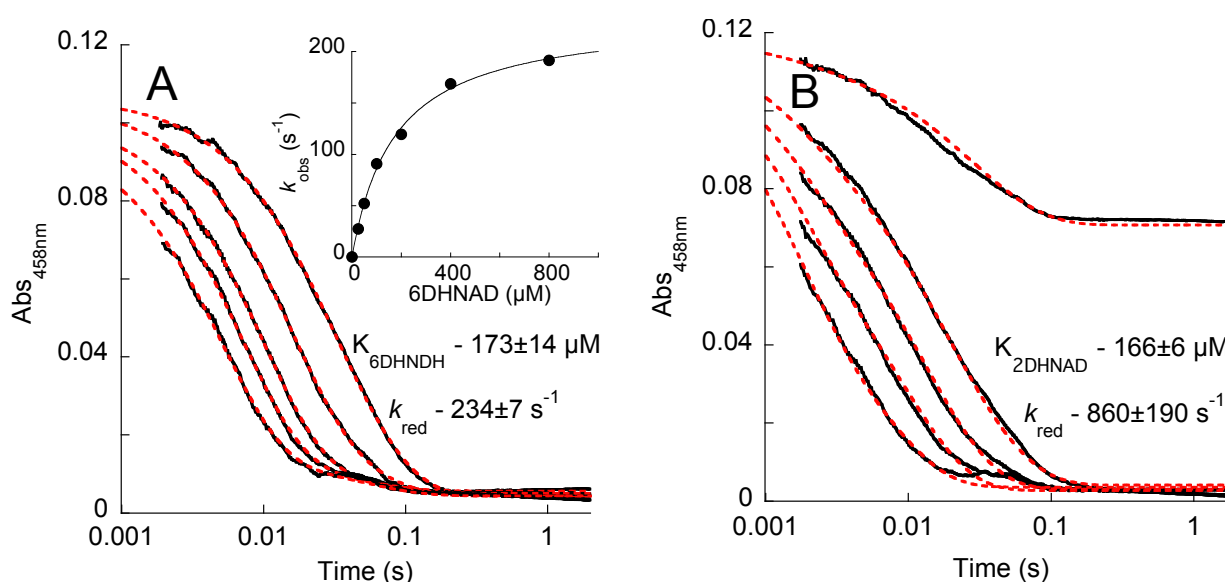 A
0.12
0.08
0.04
0
Abs458nm
0.001
0.01
0.1
1
Time (s)
200
100
0
kobs (s-1)
0
400
800
6DHNAD (µM)
K6DHNDH - 173±14 µM
kred - 234±7 s-1
B
0.12
0.08
0.04
0
Abs458nm
0.001
0.01
0.1
1
Time (s)
K2DHNAD - 166±6 µM
kred - 860±190 s-1